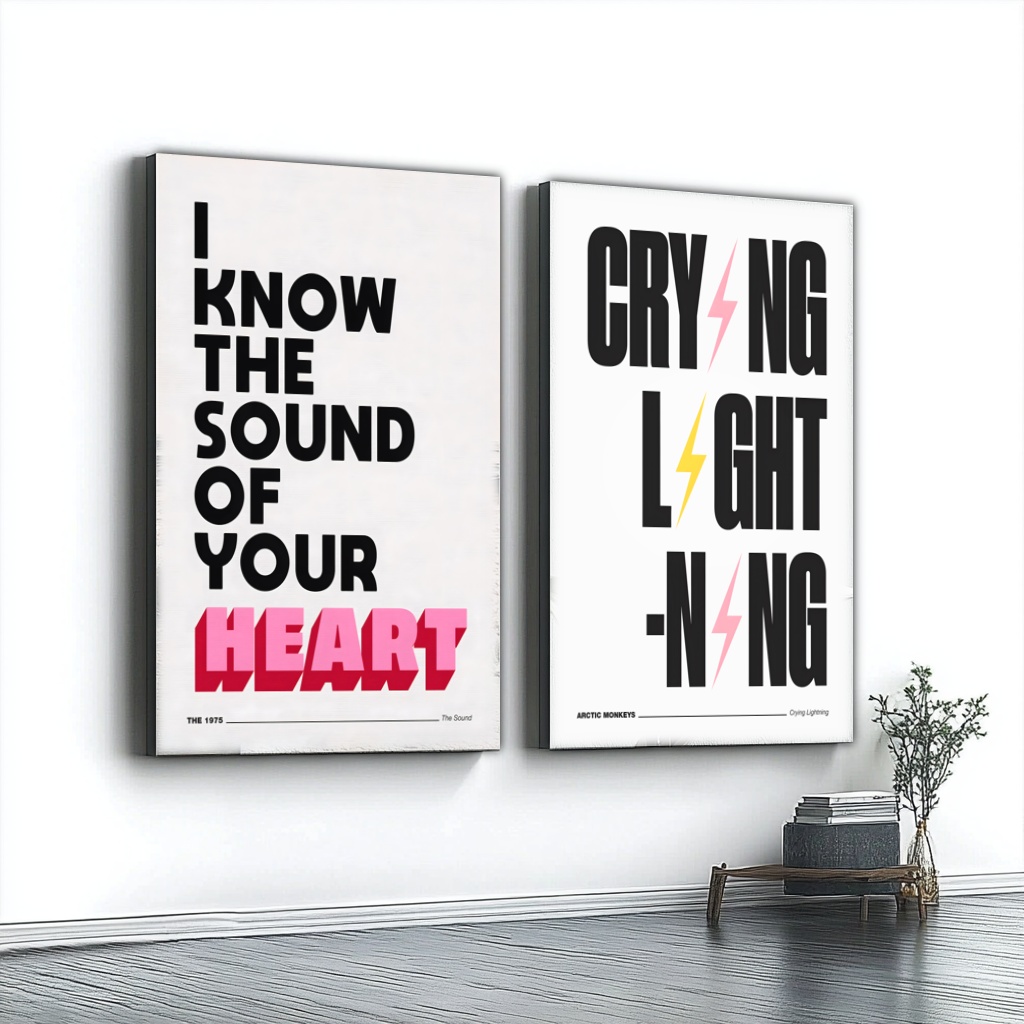 I
KNOW
THE
SOUND
OF
YOUR
HEART
THE 1975 The Sound
CRY NG
L GHT
-N NG
ARCTIC MONKEYS Crying Lightning